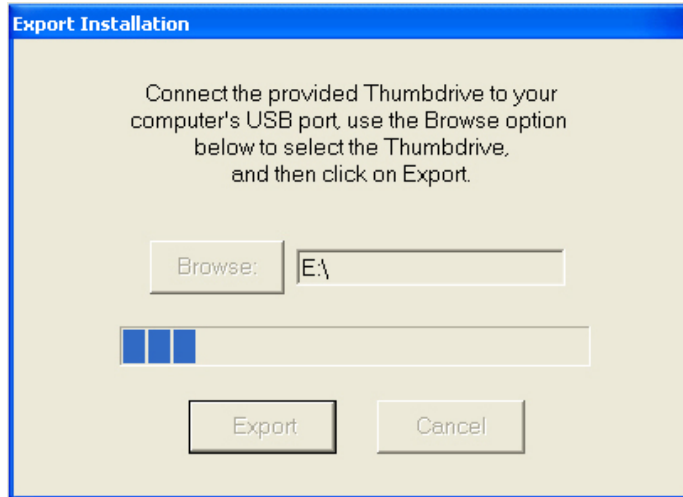 Export Installation
Connect the provided Thumbdrive to your
computer's USB port, use the Browse option
below to select the Thumbdrive,
and then click on Export.
Browse: E:\
Export Cancel